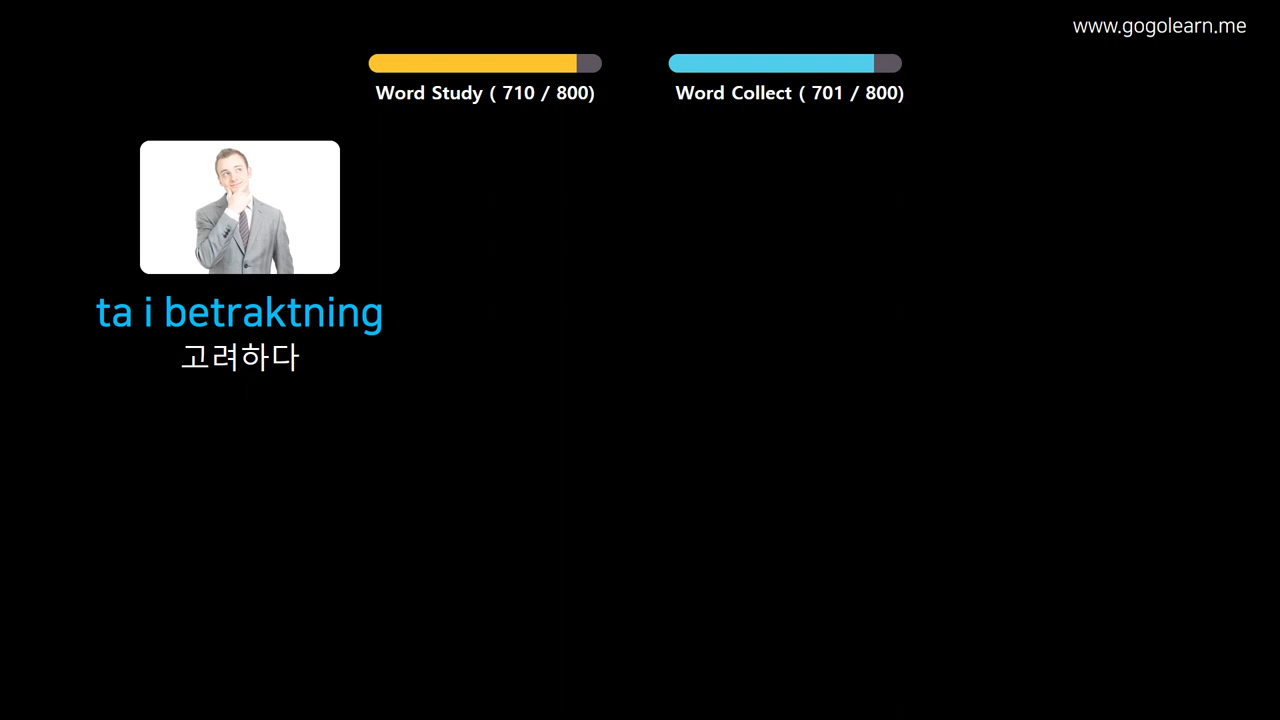 www.gogolearn.me
Word Study ( 710 / 800)
Word Collect ( 701 / 800)
ta i betraktning
고려하다